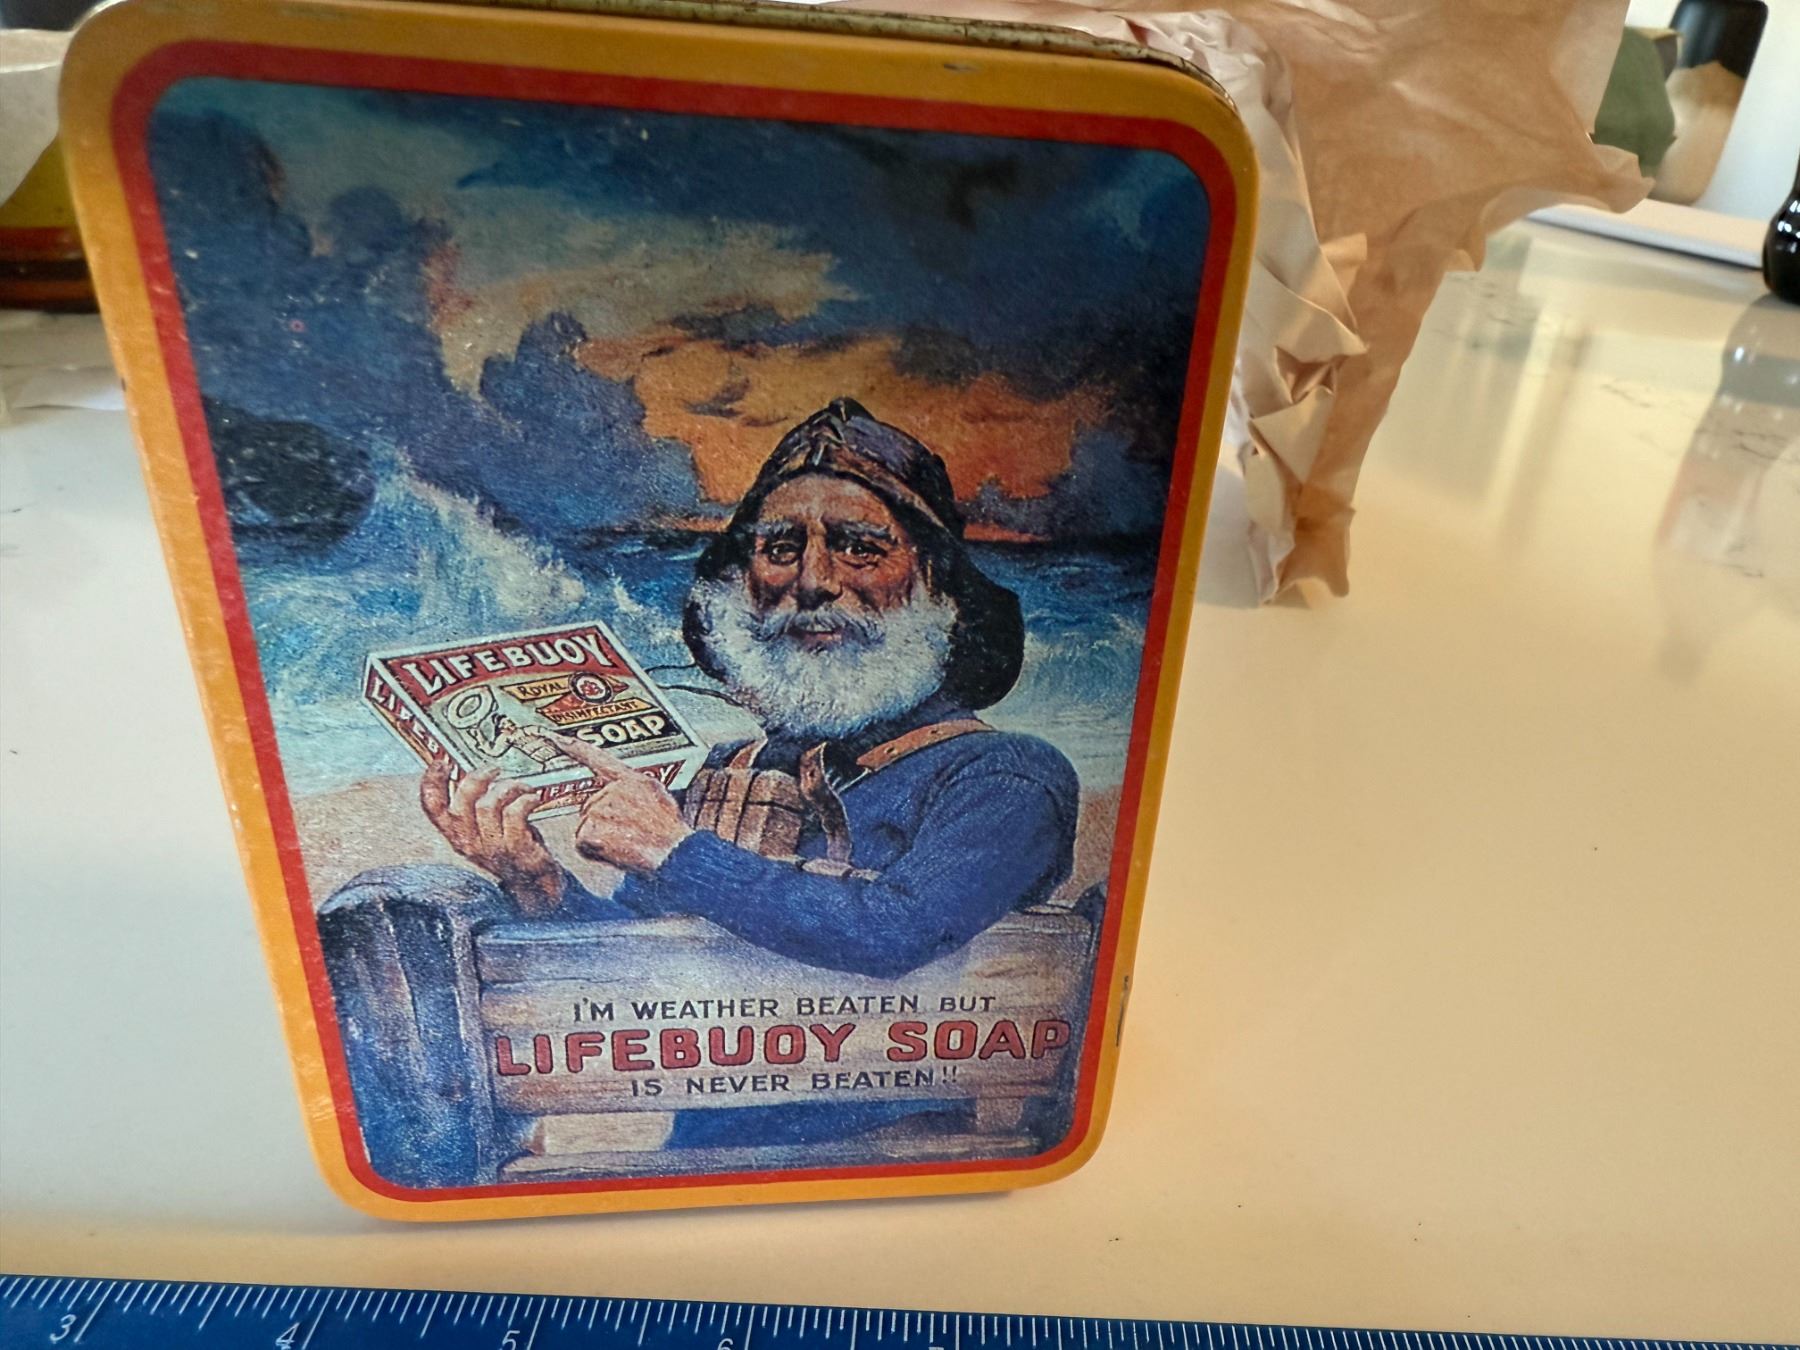 LIFEBUOY
ROYAL
DISINFECTANT
SOAP
I'M WEATHER BEATEN BUT
LIFEBUOY SOAP
IS NEVER BEATEN!!
3
4
5
6
7